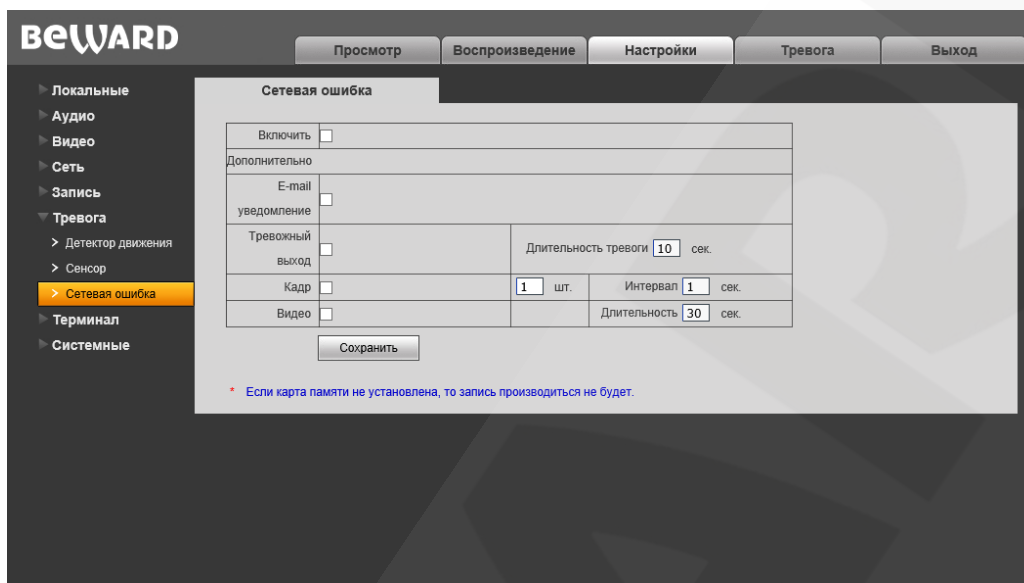 BEWARD
Просмотр Воспроизведение Настройки Тревога Выход
Локальные
Аудио
Видео
Сеть
Запись
Тревога
> Детектор движения
> Сенсор
> Сетевая ошибка
Терминал
Системные
Сетевая ошибка
Включить
Дополнительно
E-mail
уведомление
Тревожный
выход
Длительность тревоги 10 сек.
Кадр 1 шт. Интервал 1 сек.
Видео Длительность 30 сек.
Сохранить
* Если карта памяти не установлена, то запись производиться не будет.